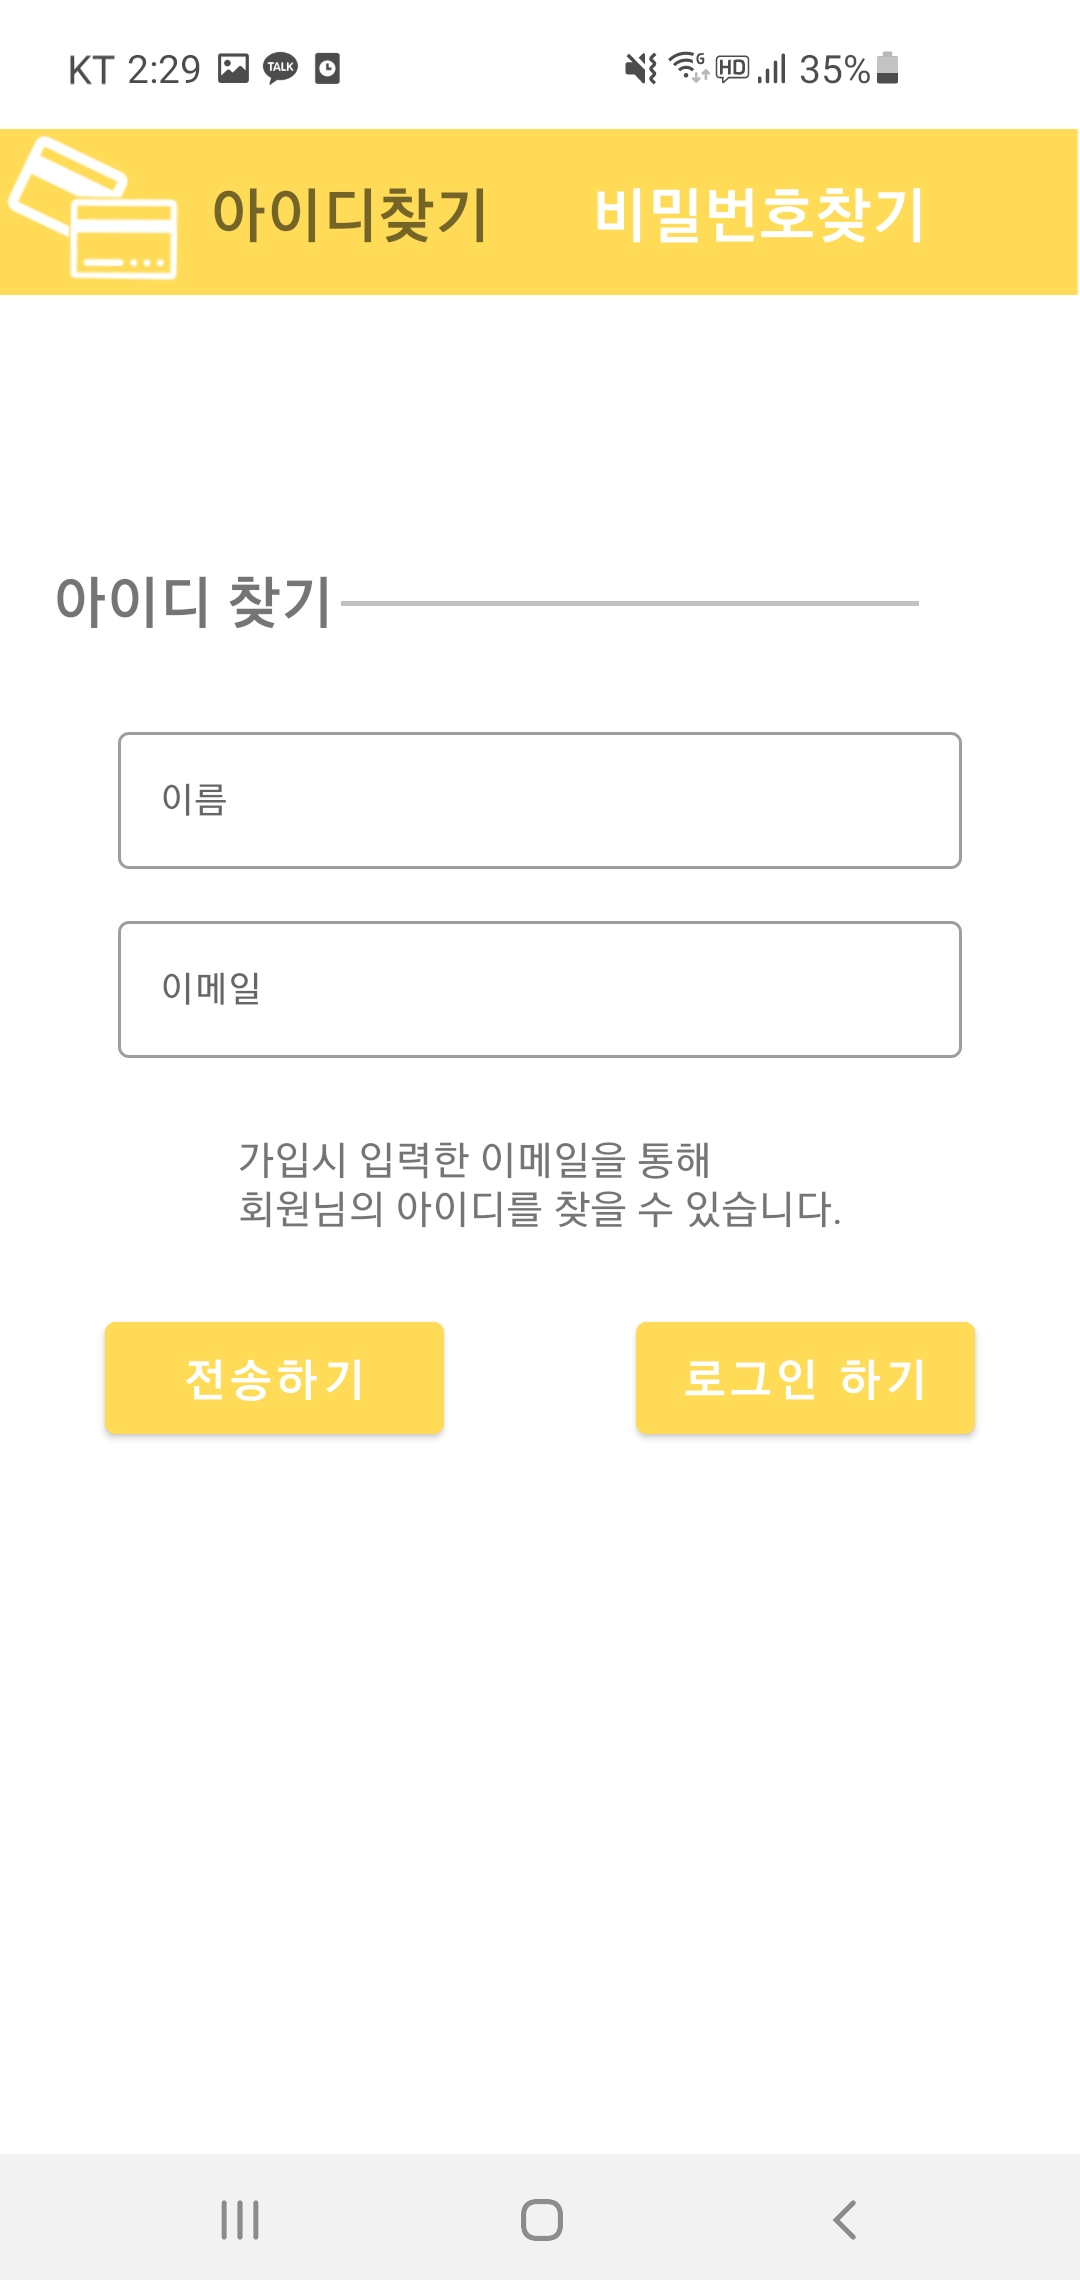 KT 2:29 TALK HD 35%
아이디찾기 비밀번호찾기
아이디 찾기
이름
이메일
가입시 입력한 이메일을 통해
회원님의 아이디를 찾을 수 있습니다.
전송하기 로그인 하기